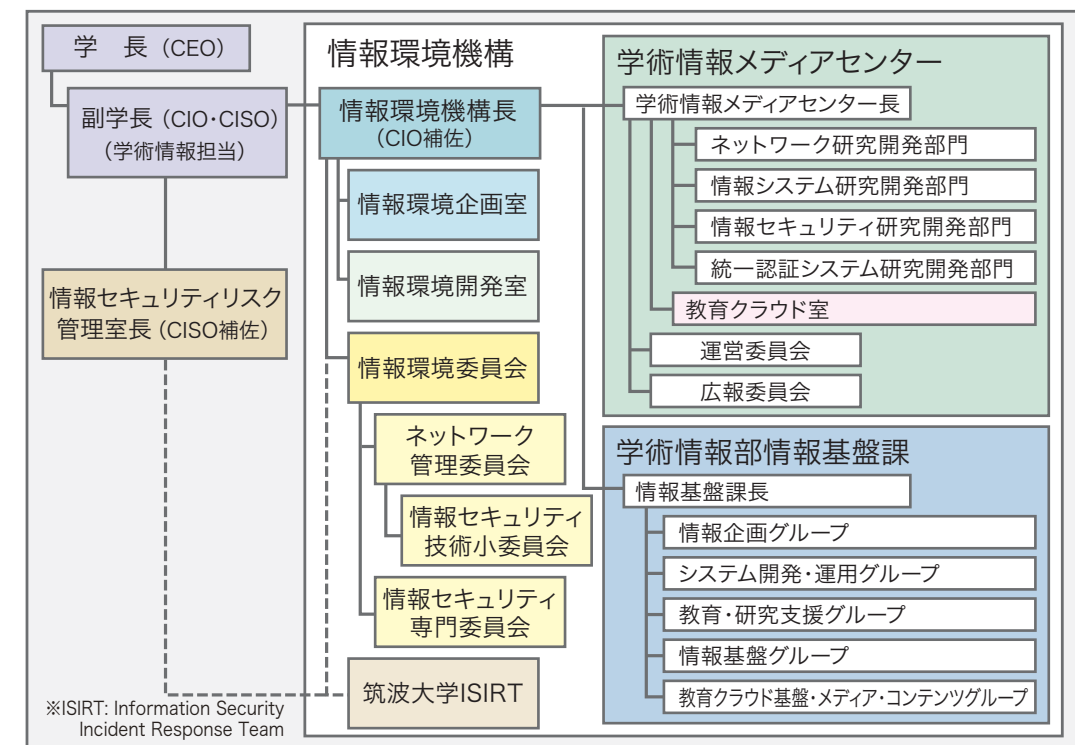 学　長（CEO）
副学長（CIO・CISO）
（学術情報担当）
情報セキュリティリスク
管理室長（CISO補佐）
※ISIRT: Information Security
Incident Response Team
情報環境機構
情報環境機構長
（CIO補佐）
情報環境企画室
情報環境開発室
情報環境委員会
ネットワーク
管理委員会
情報セキュリティ
技術小委員会
情報セキュリティ
専門委員会
筑波大学ISIRT
学術情報メディアセンター
学術情報メディアセンター長
ネットワーク研究開発部門
情報システム研究開発部門
情報セキュリティ研究開発部門
統一認証システム研究開発部門
教育クラウド室
運営委員会
広報委員会
学術情報部情報基盤課
情報基盤課長
情報企画グループ
システム開発・運用グループ
教育・研究支援グループ
情報基盤グループ
教育クラウド基盤・メディア・コンテンツグループ